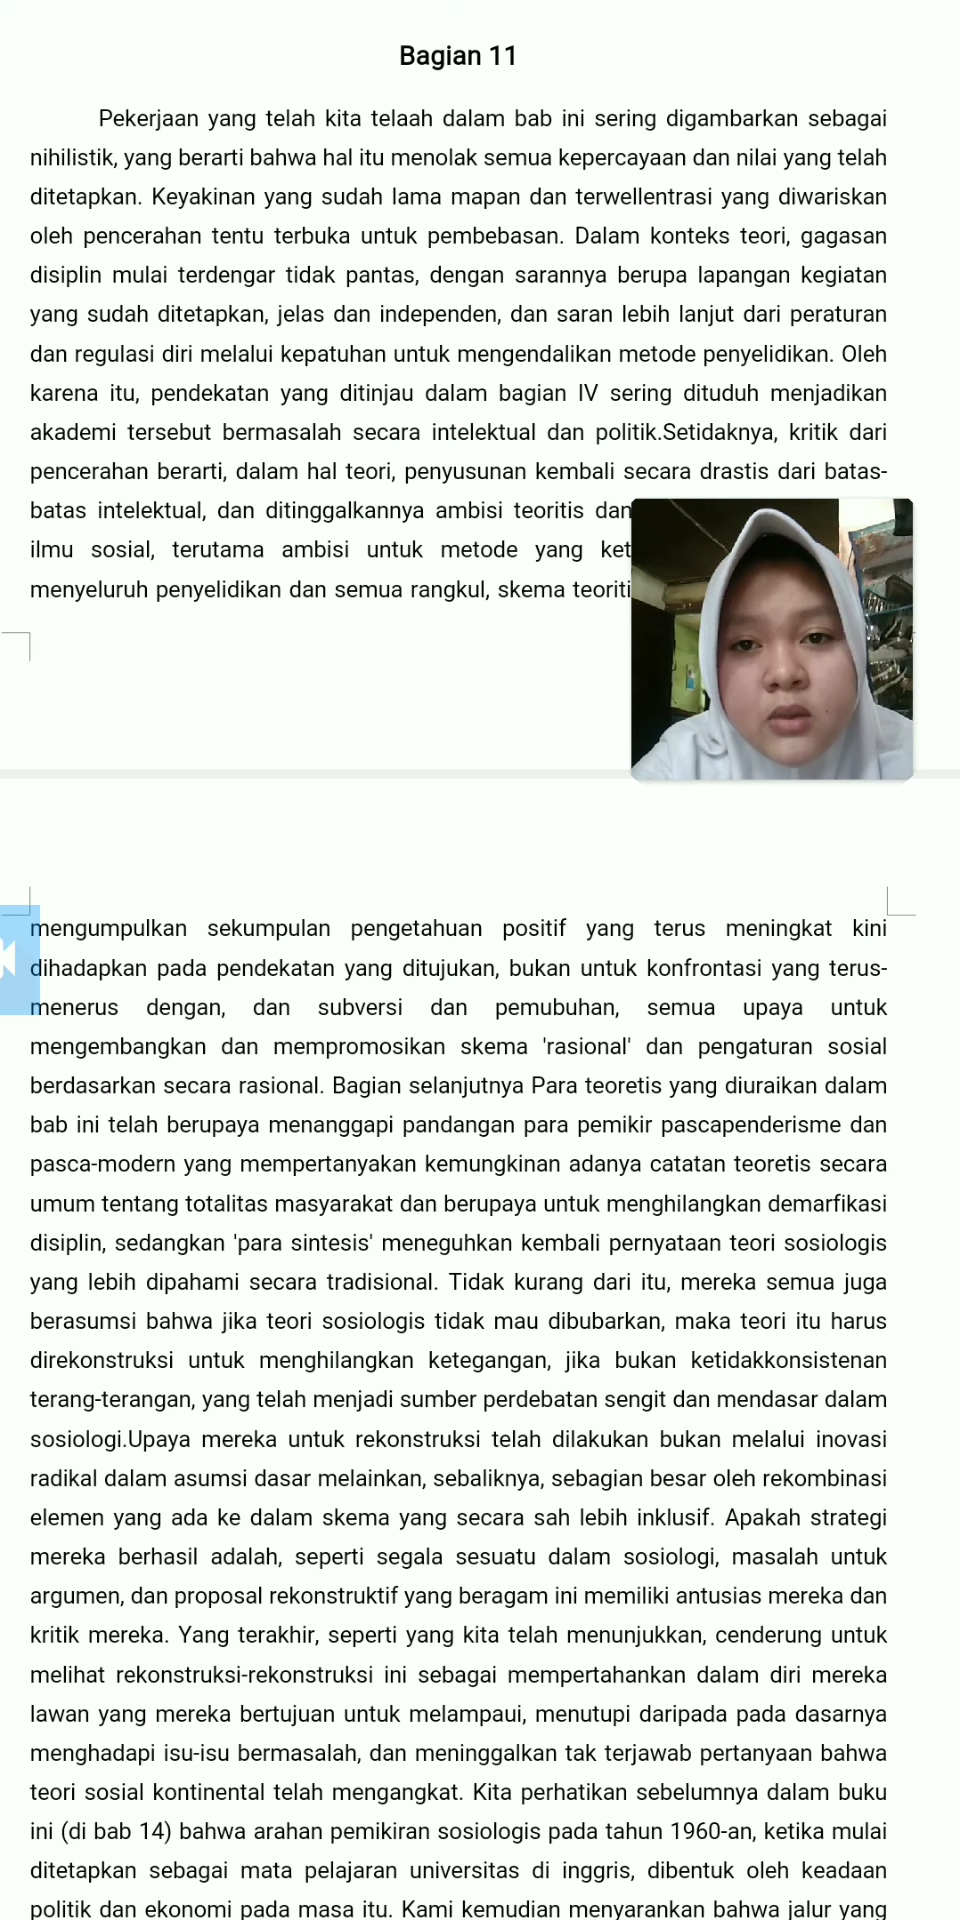 Bagian 11
Pekerjaan yang telah kita telaah dalam bab ini sering digambarkan sebagai
nihilistik, yang berarti bahwa hal itu menolak semua kepercayaan dan nilai yang telah
ditetapkan. Keyakinan yang sudah lama mapan dan terwellentrasi yang diwariskan
oleh pencerahan tentu terbuka untuk pembebasan. Dalam konteks teori, gagasan
disiplin mulai terdengar tidak pantas, dengan sarannya berupa lapangan kegiatan
yang sudah ditetapkan, jelas dan independen, dan saran lebih lanjut dari peraturan
dan regulasi diri melalui kepatuhan untuk mengendalikan metode penyelidikan. Oleh
karena itu, pendekatan yang ditinjau dalam bagian IV sering dituduh menjadikan
akademi tersebut bermasalah secara intelektual dan politik.Setidaknya, kritik dari
pencerahan berarti, dalam hal teori, penyusunan kembali secara drastis dari batas-
batas intelektual, dan ditinggalkannya ambisi teoritis dan
ilmu sosial, terutama ambisi untuk metode yang ket
menyeluruh penyelidikan dan semua rangkul, skema teoriti
mengumpulkan sekumpulan pengetahuan positif yang terus meningkat kini
dihadapkan pada pendekatan yang ditujukan, bukan untuk konfrontasi yang terus-
menerus dengan, dan subversi dan pemubuhan, semua upaya untuk
mengembangkan dan mempromosikan skema 'rasional' dan pengaturan sosial
berdasarkan secara rasional. Bagian selanjutnya Para teoretis yang diuraikan dalam
bab ini telah berupaya menanggapi pandangan para pemikir pascapenderisme dan
pasca-modern yang mempertanyakan kemungkinan adanya catatan teoretis secara
umum tentang totalitas masyarakat dan berupaya untuk menghilangkan demarfikasi
disiplin, sedangkan 'para sintesis' meneguhkan kembali pernyataan teori sosiologis
yang lebih dipahami secara tradisional. Tidak kurang dari itu, mereka semua juga
berasumsi bahwa jika teori sosiologis tidak mau dibubarkan, maka teori itu harus
direkonstruksi untuk menghilangkan ketegangan, jika bukan ketidakkonsistenan
terang-terangan, yang telah menjadi sumber perdebatan sengit dan mendasar dalam
sosiologi.Upaya mereka untuk rekonstruksi telah dilakukan bukan melalui inovasi
radikal dalam asumsi dasar melainkan, sebaliknya, sebagian besar oleh rekombinasi
elemen yang ada ke dalam skema yang secara sah lebih inklusif. Apakah strategi
mereka berhasil adalah, seperti segala sesuatu dalam sosiologi, masalah untuk
argumen, dan proposal rekonstruktif yang beragam ini memiliki antusias mereka dan
kritik mereka. Yang terakhir, seperti yang kita telah menunjukkan, cenderung untuk
melihat rekonstruksi-rekonstruksi ini sebagai mempertahankan dalam diri mereka
lawan yang mereka bertujuan untuk melampaui, menutupi daripada pada dasarnya
menghadapi isu-isu bermasalah, dan meninggalkan tak terjawab pertanyaan bahwa
teori sosial kontinental telah mengangkat. Kita perhatikan sebelumnya dalam buku
ini (di bab 14) bahwa arahan pemikiran sosiologis pada tahun 1960-an, ketika mulai
ditetapkan sebagai mata pelajaran universitas di inggris, dibentuk oleh keadaan
politik dan ekonomi pada masa itu. Kami kemudian menyarankan bahwa jalur yang